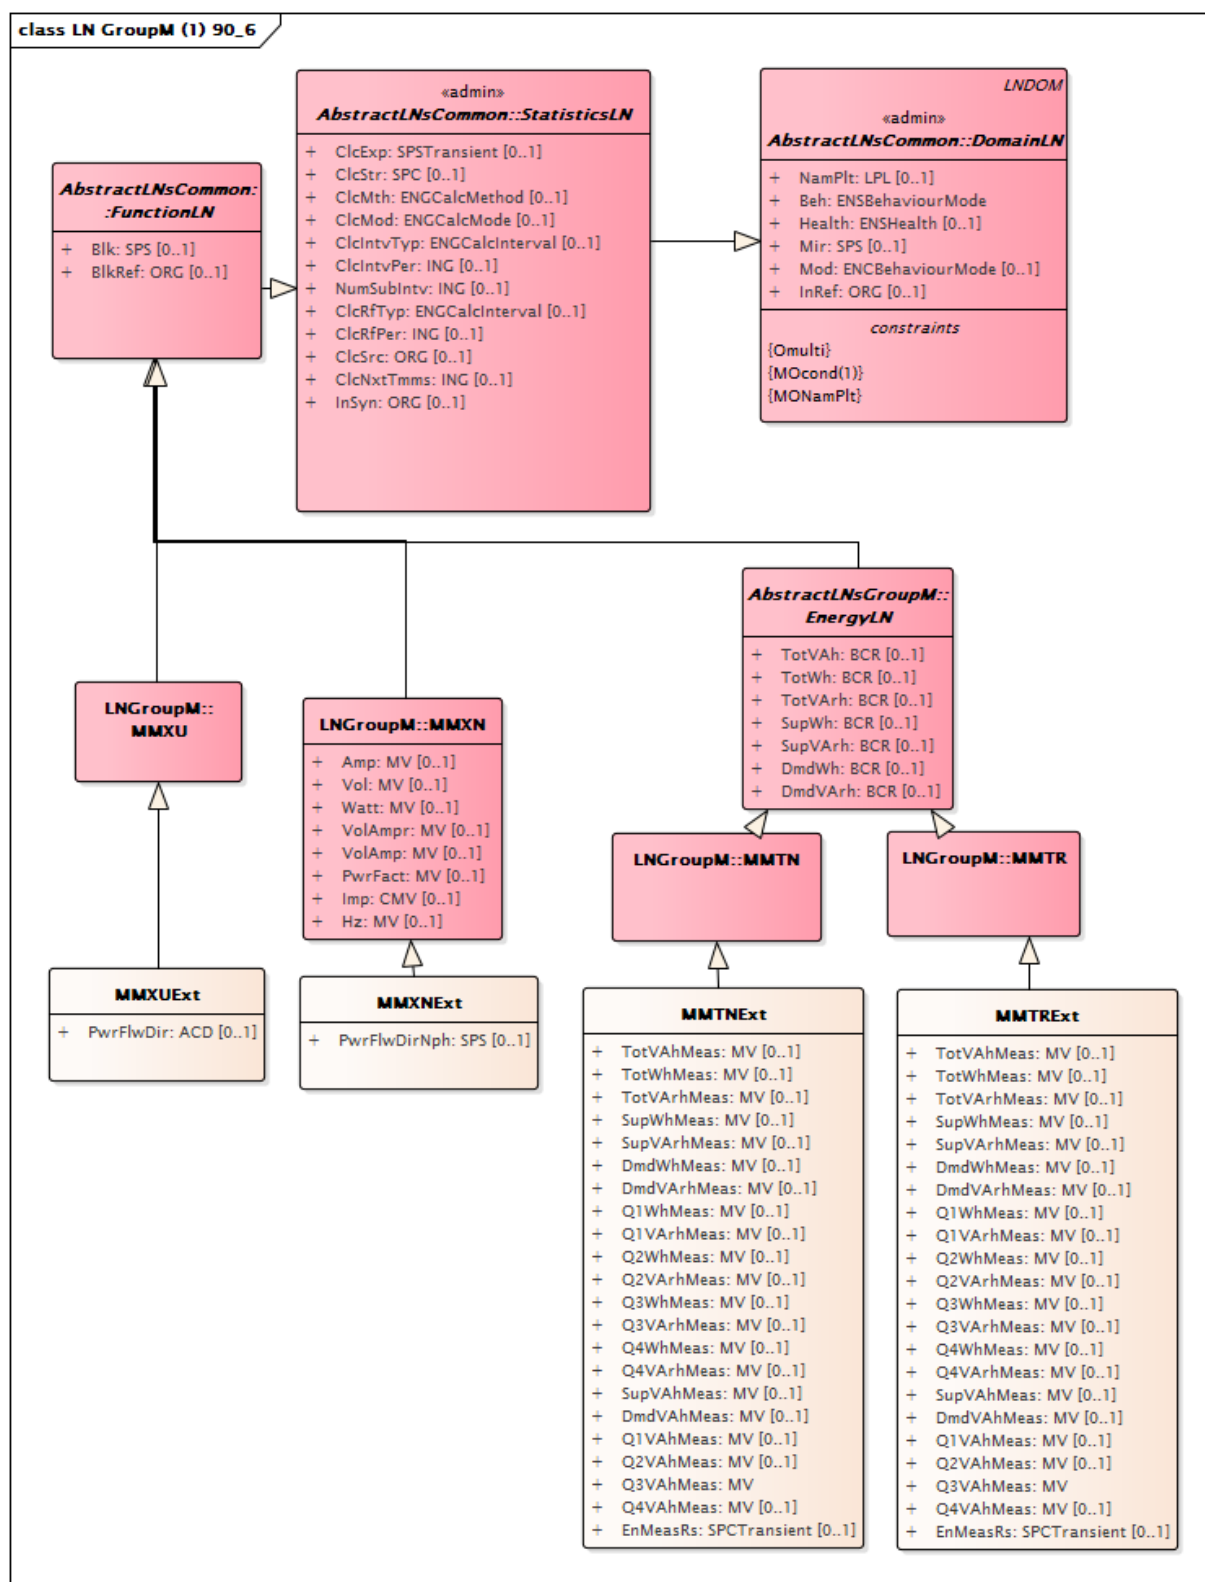 class LN GroupM (1) 90_6
«admin»
AbstractLNsCommon::StatisticsLN
+ ClcExp: SPSTransient [0..1]
+ ClcStr: SPC [0..1]
+ ClcMth: ENGCalcMethod [0..1]
+ ClcMod: ENGCalcMode [0..1]
+ ClcIntvTyp: ENGCalcInterval [0..1]
+ ClcIntvPer: ING [0..1]
+ NumSubIntv: ING [0..1]
+ ClcRfTyp: ENGCalcInterval [0..1]
+ ClcRfPer: ING [0..1]
+ ClcSrc: ORG [0..1]
+ ClcNxtTmms: ING [0..1]
+ InSyn: ORG [0..1]
LNDOM
«admin»
AbstractLNsCommon::DomainLN
+ NamPlt: LPL [0..1]
+ Beh: ENSBehaviourMode
+ Health: ENSHealth [0..1]
+ Mir: SPS [0..1]
+ Mod: ENCBehaviourMode [0..1]
+ InRef: ORG [0..1]
constraints
{Omulti}
{MOcond(1)}
{MONamPlt}
AbstractLNsCommon:
:FunctionLN
+ Blk: SPS [0..1]
+ BlkRef: ORG [0..1]
AbstractLNsGroupM::
EnergyLN
+ TotVAh: BCR [0..1]
+ TotWh: BCR [0..1]
+ TotVArh: BCR [0..1]
+ SupWh: BCR [0..1]
+ SupVArh: BCR [0..1]
+ DmdWh: BCR [0..1]
+ DmdVArh: BCR [0..1]
LNGroupM::
MMXU
LNGroupM::MMXN
+ Amp: MV [0..1]
+ Vol: MV [0..1]
+ Watt: MV [0..1]
+ VolAmpr: MV [0..1]
+ VolAmp: MV [0..1]
+ PwrFact: MV [0..1]
+ Imp: CMV [0..1]
+ Hz: MV [0..1]
LNGroupM::MMTN
LNGroupM::MMTR
MMXUExt
+ PwrFlwDir: ACD [0..1]
MMXNExt
+ PwrFlwDirNph: SPS [0..1]
MMTNExt
+ TotVAhMeas: MV [0..1]
+ TotWhMeas: MV [0..1]
+ TotVArhMeas: MV [0..1]
+ SupWhMeas: MV [0..1]
+ SupVArhMeas: MV [0..1]
+ DmdWhMeas: MV [0..1]
+ DmdVArhMeas: MV [0..1]
+ Q1WhMeas: MV [0..1]
+ Q1VArhMeas: MV [0..1]
+ Q2WhMeas: MV [0..1]
+ Q2VArhMeas: MV [0..1]
+ Q3WhMeas: MV [0..1]
+ Q3VArhMeas: MV [0..1]
+ Q4WhMeas: MV [0..1]
+ Q4VArhMeas: MV [0..1]
+ SupVAhMeas: MV [0..1]
+ DmdVAhMeas: MV [0..1]
+ Q1VAhMeas: MV [0..1]
+ Q2VAhMeas: MV [0..1]
+ Q3VAhMeas: MV
+ Q4VAhMeas: MV [0..1]
+ EnMeasRs: SPCTransient [0..1]
MMTRExt
+ TotVAhMeas: MV [0..1]
+ TotWhMeas: MV [0..1]
+ TotVArhMeas: MV [0..1]
+ SupWhMeas: MV [0..1]
+ SupVArhMeas: MV [0..1]
+ DmdWhMeas: MV [0..1]
+ DmdVArhMeas: MV [0..1]
+ Q1WhMeas: MV [0..1]
+ Q1VArhMeas: MV [0..1]
+ Q2WhMeas: MV [0..1]
+ Q2VArhMeas: MV [0..1]
+ Q3WhMeas: MV [0..1]
+ Q3VArhMeas: MV [0..1]
+ Q4WhMeas: MV [0..1]
+ Q4VArhMeas: MV [0..1]
+ SupVAhMeas: MV [0..1]
+ DmdVAhMeas: MV [0..1]
+ Q1VAhMeas: MV [0..1]
+ Q2VAhMeas: MV [0..1]
+ Q3VAhMeas: MV
+ Q4VAhMeas: MV [0..1]
+ EnMeasRs: SPCTransient [0..1]